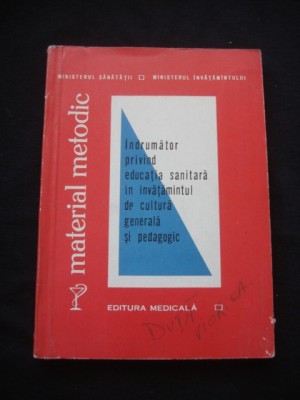 MINISTERUL SĂNĂTĂȚII □ MINISTERUL ÎNVĂȚĂMÎNTULUI
material metodic
Îndrumător
privind
educația sanitară
în învățămîntul
de cultură
generală
și pedagogic
EDITURA MEDICALĂ □